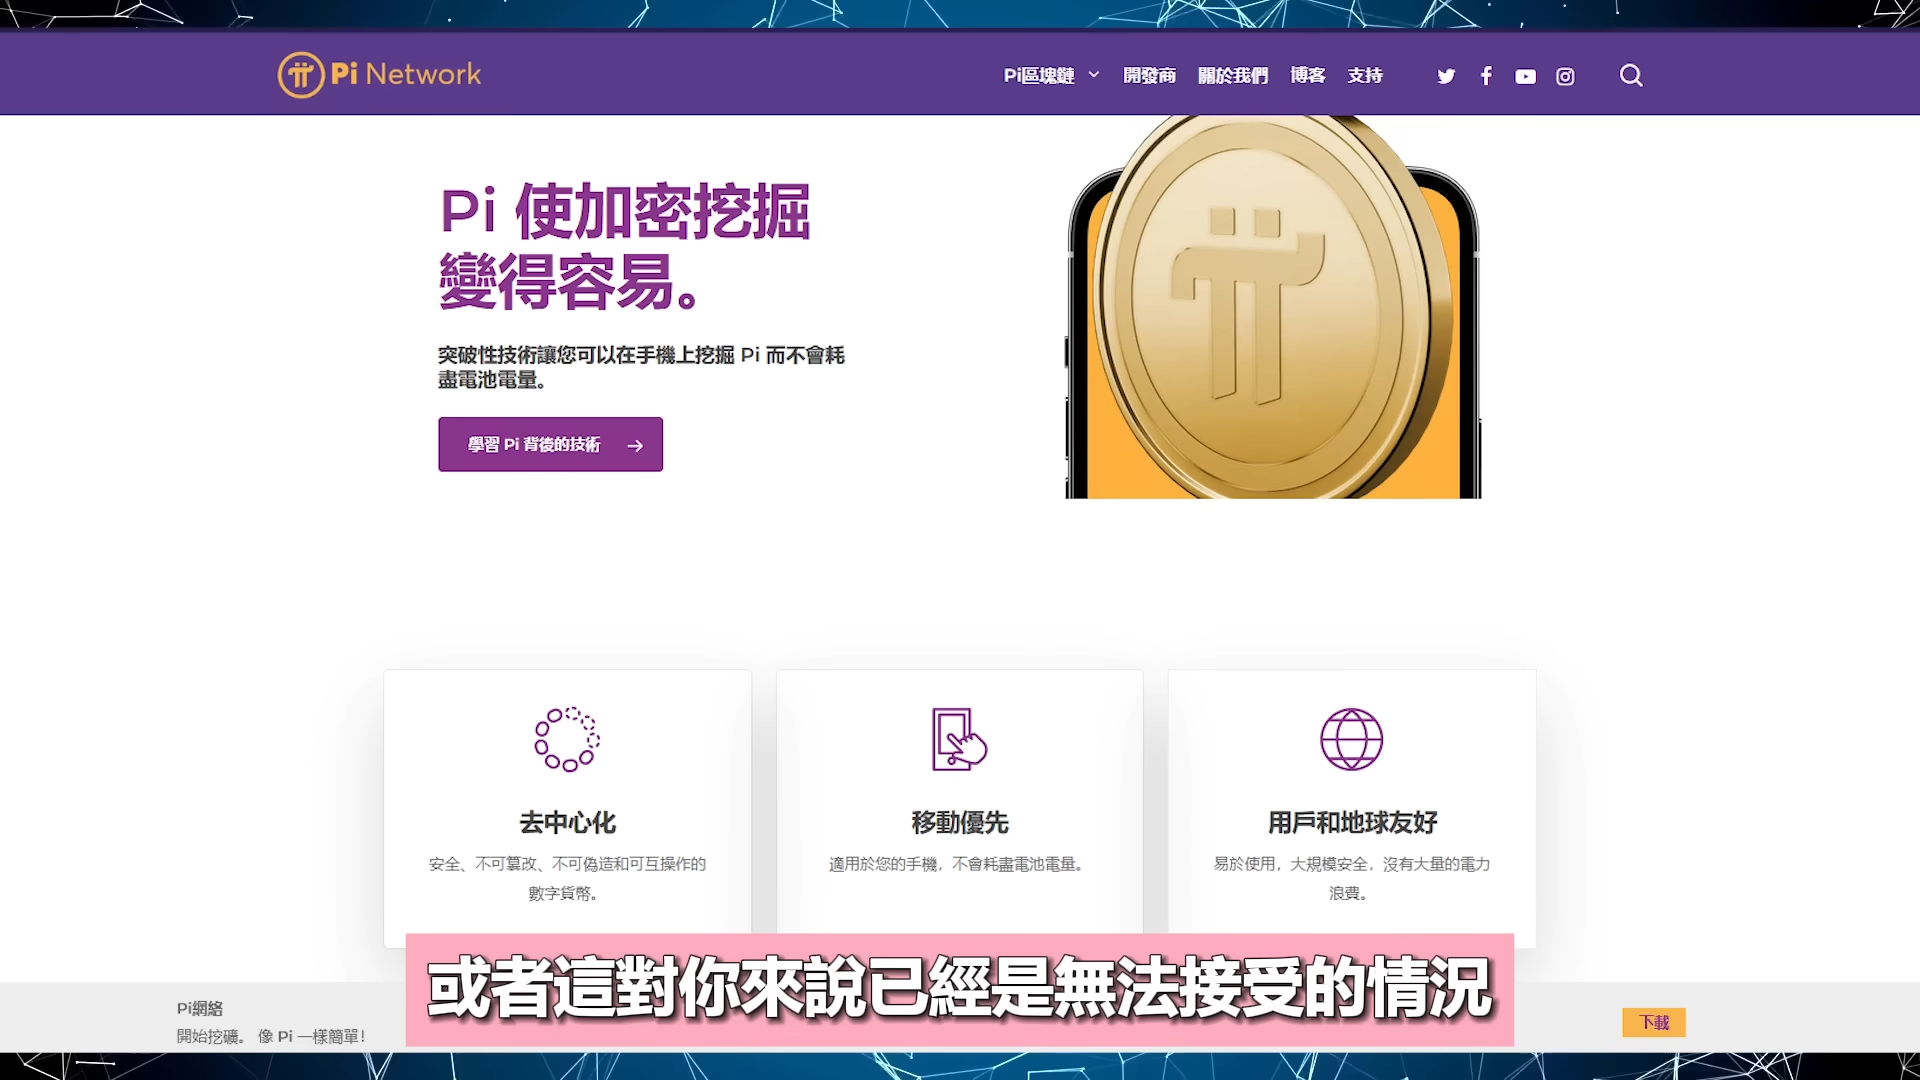 Pi Network
Pi區塊鏈 開發商 關於我們 博客 支持
Pi 使加密挖掘
變得容易。
突破性技術讓您可以在手機上挖掘 Pi 而不會耗
盡電池電量。
學習 Pi 背後的技術
去中心化
安全、不可篡改、不可偽造和可互操作的
數字貨幣。
移動優先
適用於您的手機，不會耗盡電池電量。
用戶和地球友好
易於使用，大規模安全，沒有大量的電力
浪費。
Pi網絡
開始挖礦。 像 Pi 一樣簡單！
下載
或者這對你來說已經是無法接受的情況